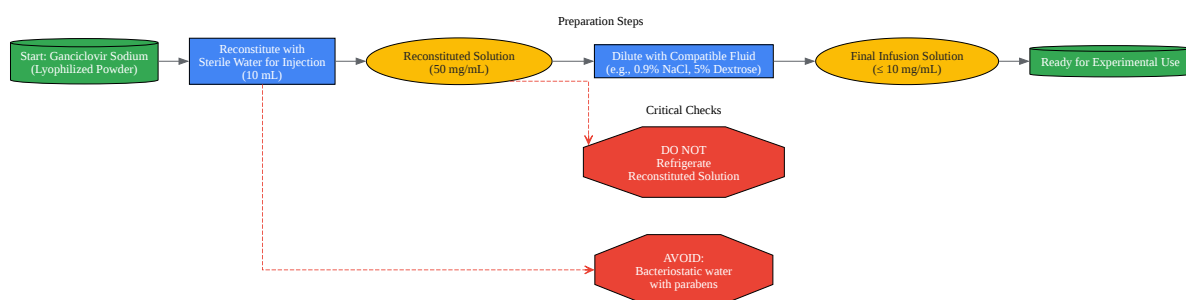 Preparation Steps
Start: Ganciclovir Sodium
(Lyophilized Powder)
Reconstitute with
Sterile Water for Injection
(10 mL)
Reconstituted Solution
(50 mg/mL)
Dilute with Compatible Fluid
(e.g., 0.9% NaCl, 5% Dextrose)
Final Infusion Solution
(≤ 10 mg/mL)
Ready for Experimental Use
Critical Checks
DO NOT
Refrigerate
Reconstituted Solution
AVOID:
Bacteriostatic water
with parabens